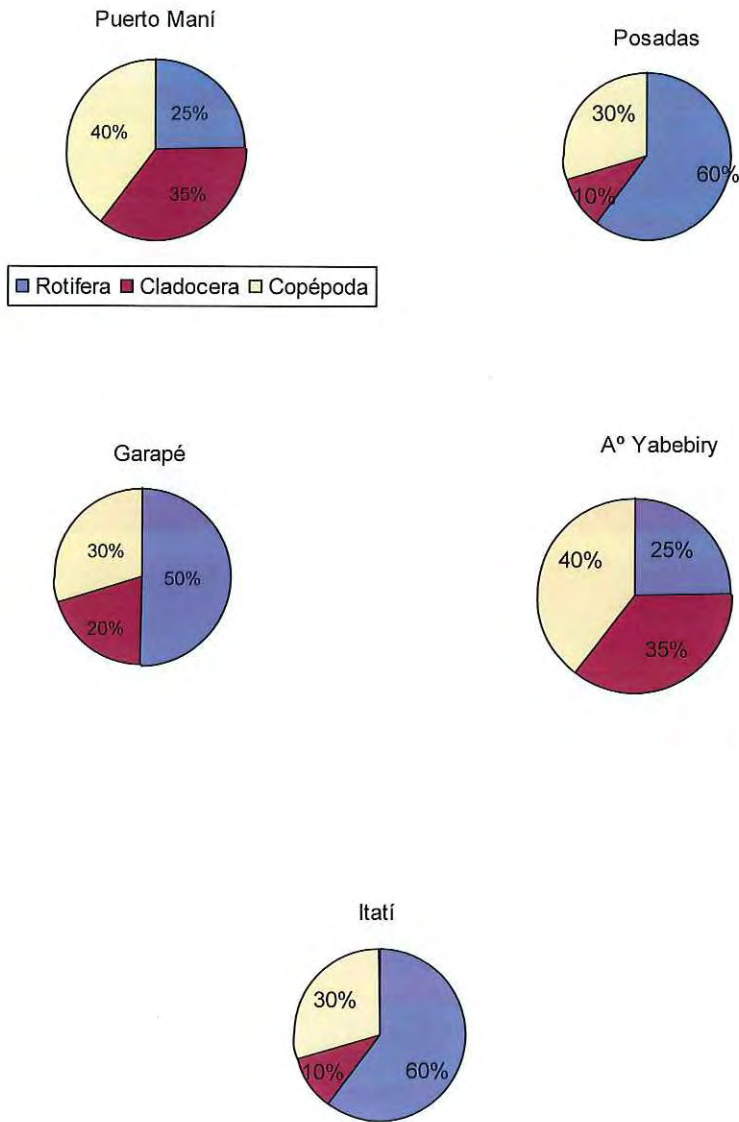 Puerto Maní
25%
40%
35%
Posadas
30%
60%
10%
Rotifera Cladocera Copépoda
Garapé
30%
50%
20%
Aº Yabebiry
40%
25%
35%
Itatí
30%
10%
60%